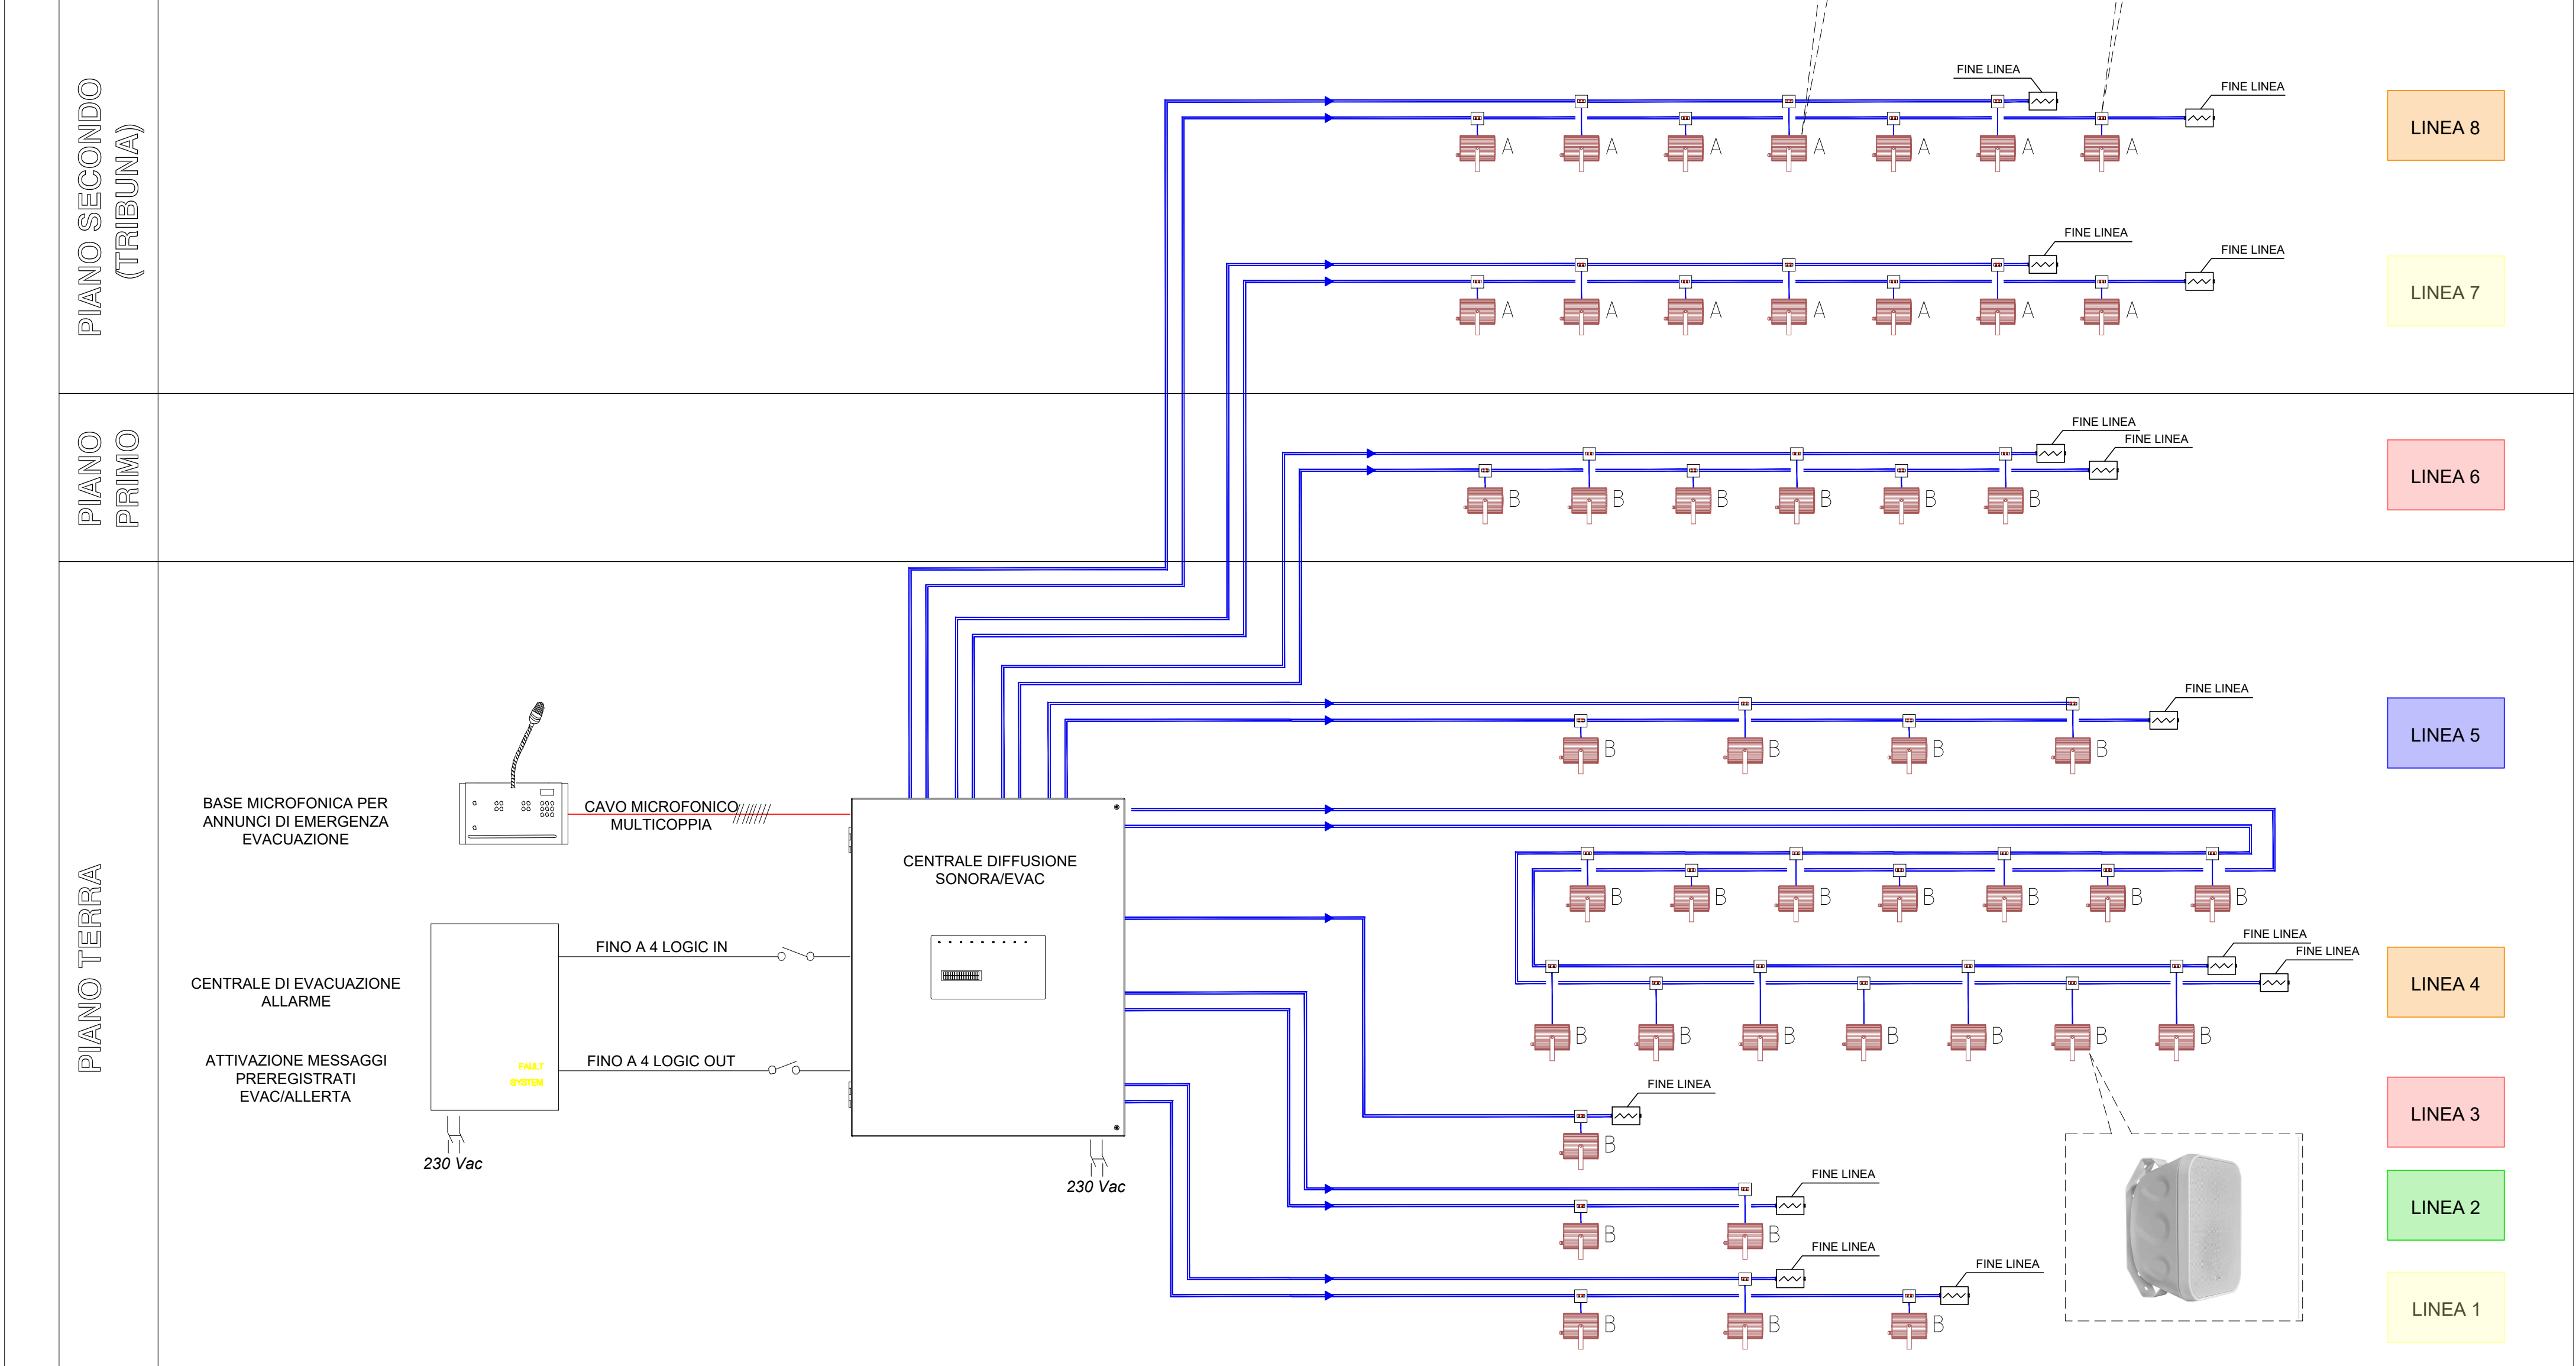 PIANO SECONDO
(TRIBUNA)
FINE LINEA
FINE LINEA
A
A
A
A
A
A
A
LINEA 8
FINE LINEA
FINE LINEA
A
A
A
A
A
A
A
LINEA 7
PIANO
PRIMO
FINE LINEA
FINE LINEA
B
B
B
B
B
B
LINEA 6
PIANO TERRA
FINE LINEA
B
B
B
B
LINEA 5
BASE MICROFONICA PER
ANNUNCI DI EMERGENZA
EVACUAZIONE
CAVO MICROFONICO
MULTICOPPIA
CENTRALE DIFFUSIONE
SONORA/EVAC
B
B
B
B
B
B
B
FINE LINEA
FINE LINEA
B
B
B
B
B
B
B
LINEA 4
FINO A 4 LOGIC IN
CENTRALE DI EVACUAZIONE
ALLARME
ATTIVAZIONE MESSAGGI
PREREGISTRATI
EVAC/ALLERTA
FINO A 4 LOGIC OUT
FAULT
SYSTEM
230 Vac
230 Vac
FINE LINEA
B
LINEA 3
FINE LINEA
B
B
LINEA 2
FINE LINEA
FINE LINEA
B
B
B
LINEA 1